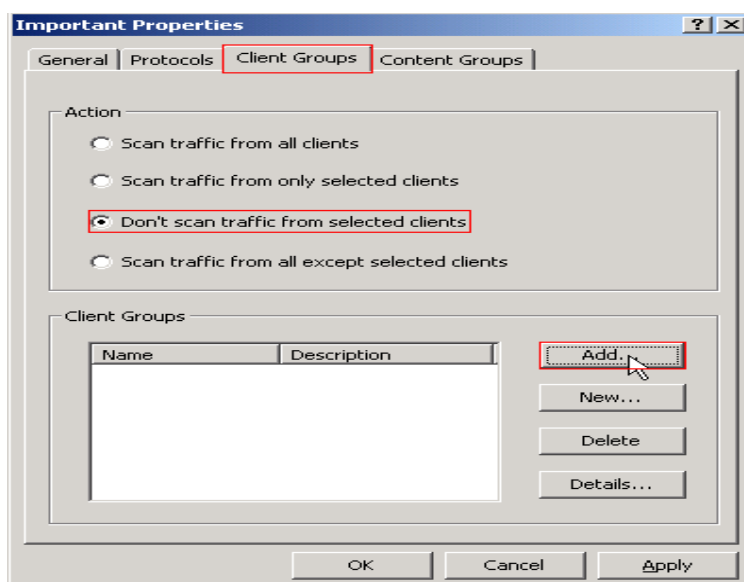 Important Properties
General Protocols Client Groups Content Groups
Action
Scan traffic from all clients
Scan traffic from only selected clients
Don't scan traffic from selected clients
Scan traffic from all except selected clients
Client Groups
Name Description
Add...
New...
Delete
Details...
OK Cancel Apply